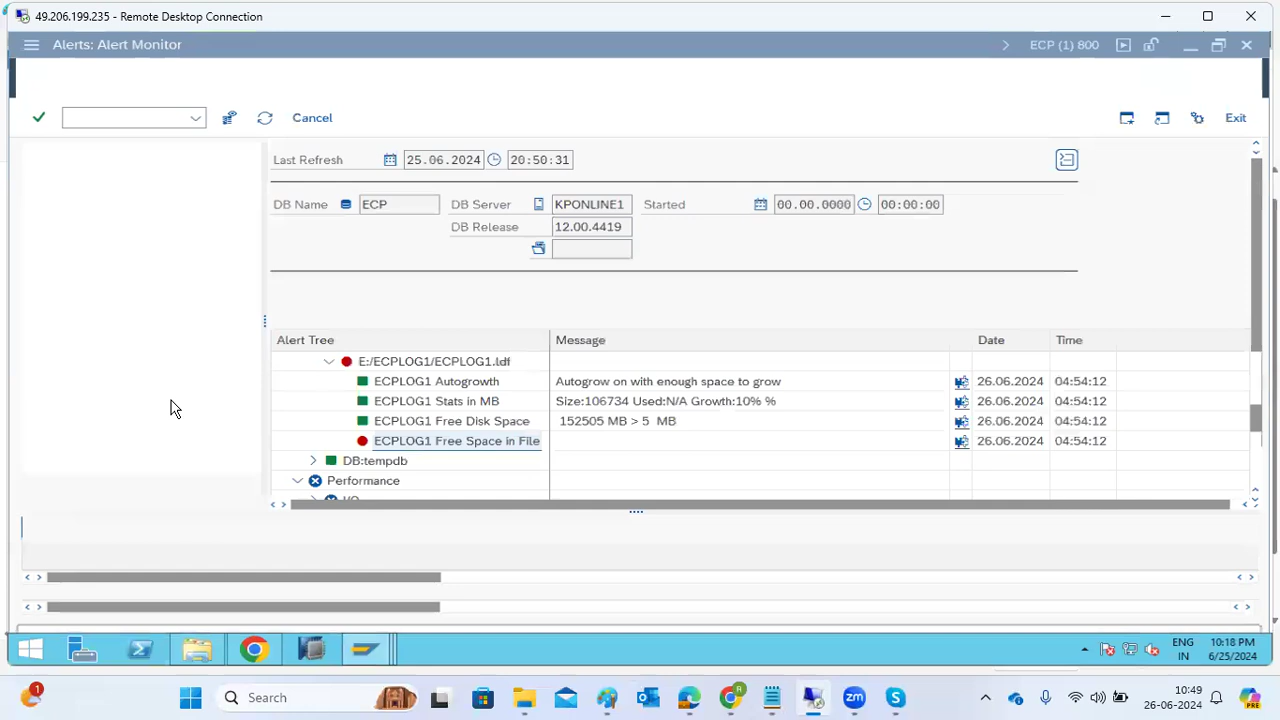 49.206.199.235 - Remote Desktop Connection
Alerts: Alert Monitor
ECP (1) 800
Cancel
Exit
Last Refresh 25.06.2024 20:50:31
DB Name ECP DB Server KPONLINE1 Started 00.00.0000 00:00:00
DB Release 12.00.4419
Alert Tree Message Date Time
E:/ECPLOG1/ECPLOG1.ldf
ECPLOG1 Autogrowth Autogrow on with enough space to grow 26.06.2024 04:54:12
ECPLOG1 Stats in MB Size:106734 Used:N/A Growth:10% % 26.06.2024 04:54:12
ECPLOG1 Free Disk Space 152505 MB > 5 MB 26.06.2024 04:54:12
ECPLOG1 Free Space in File 26.06.2024 04:54:12
DB:tempdb
Performance
I/O
ENG 10:18 PM
IN 6/25/2024
1
Search
zm
10:49
26-06-2024